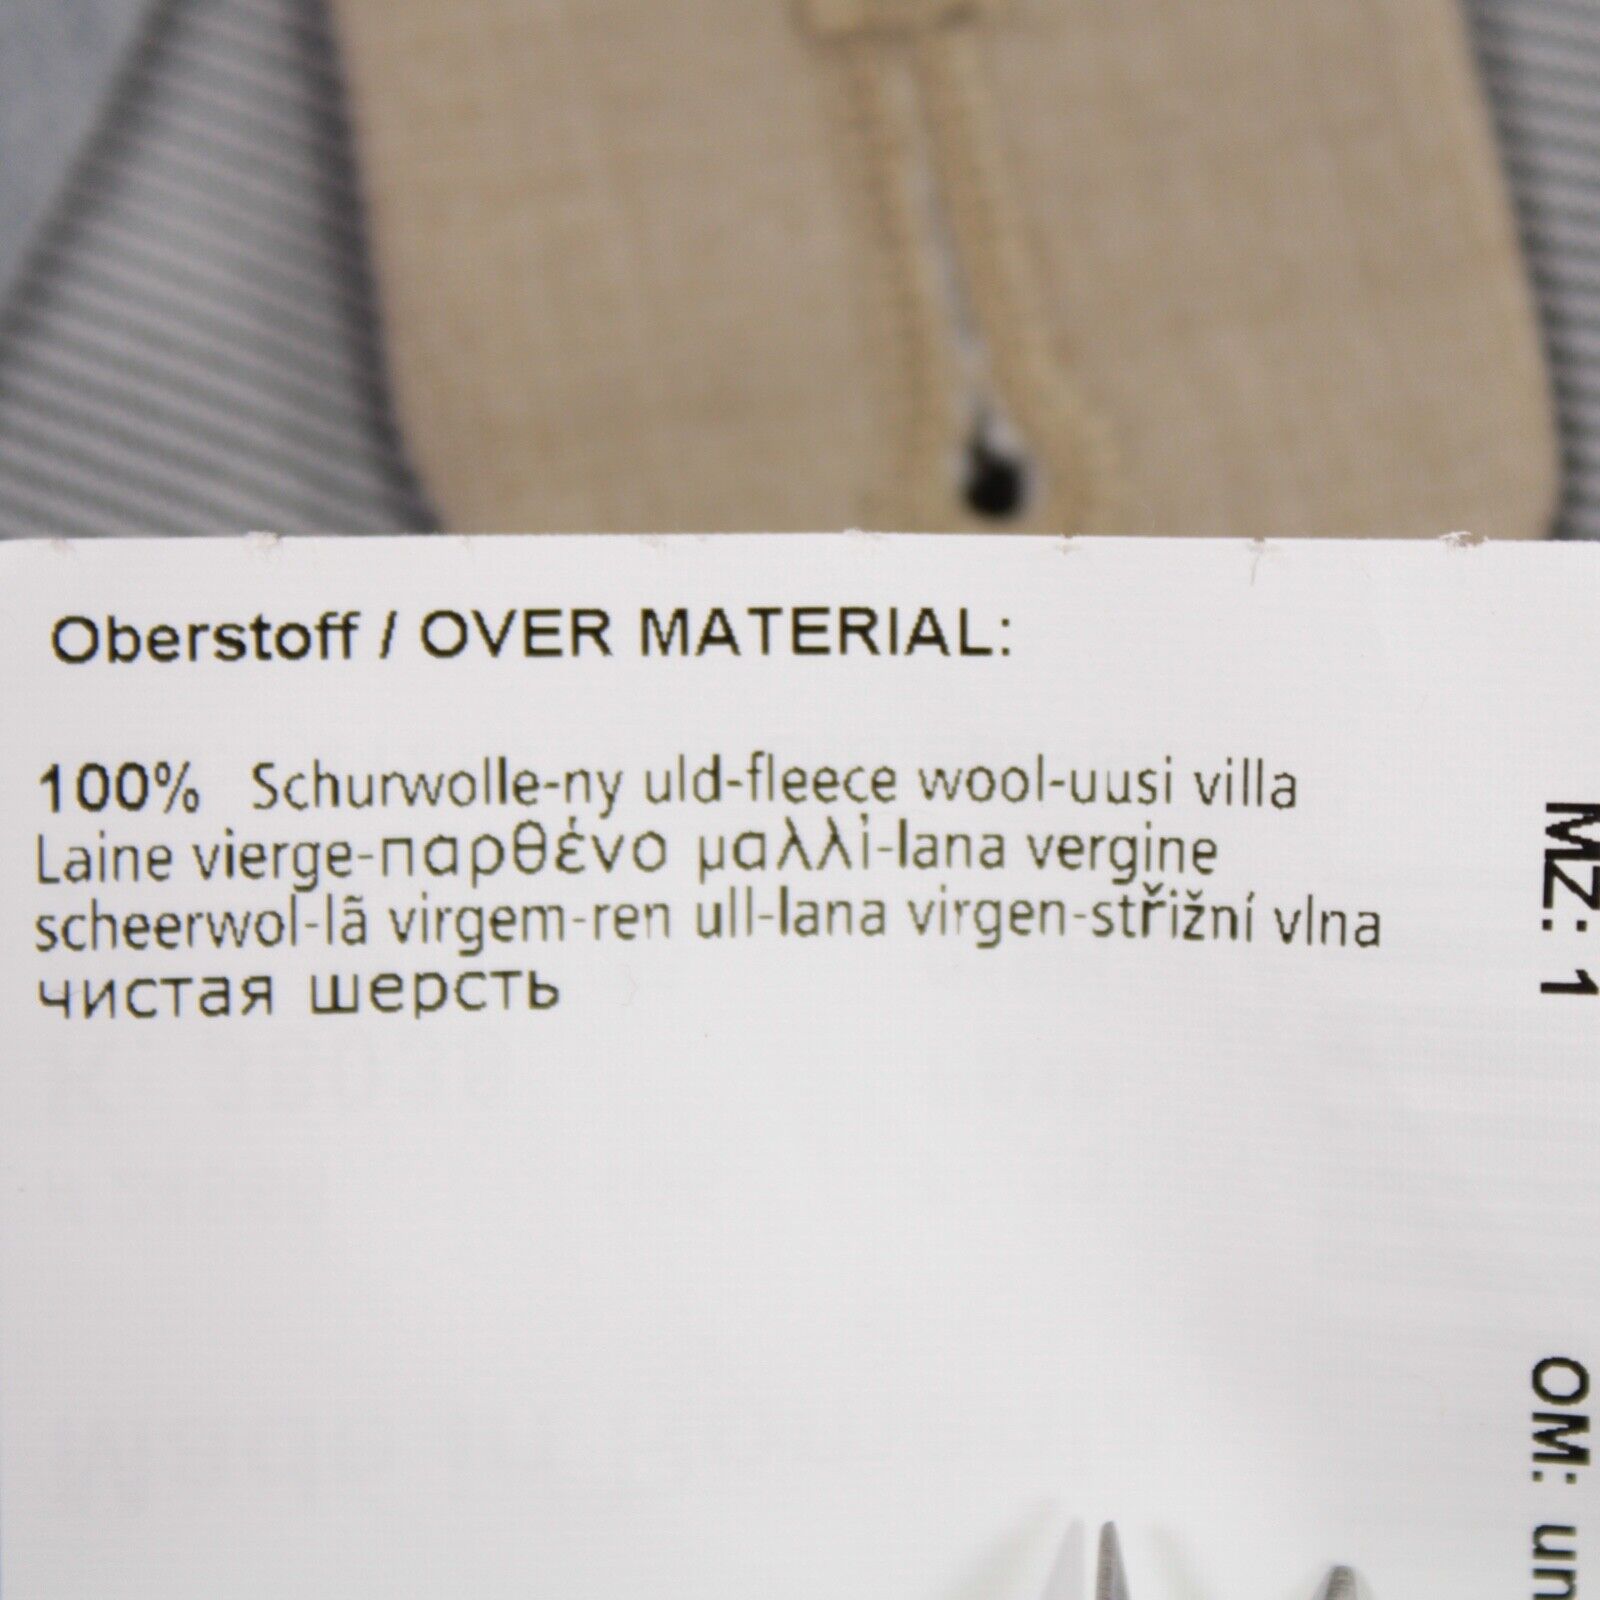 Oberstoff / OVER MATERIAL:
100% Schurwolle-ny uld-fleece wool-uusi villa
Laine vierge-παρθένο μαλλί-lana vergine
scheerwol-lã virgem-ren ull-lana virgen-střižní vlna
чистая шерсть
MZ: 1
OM: un